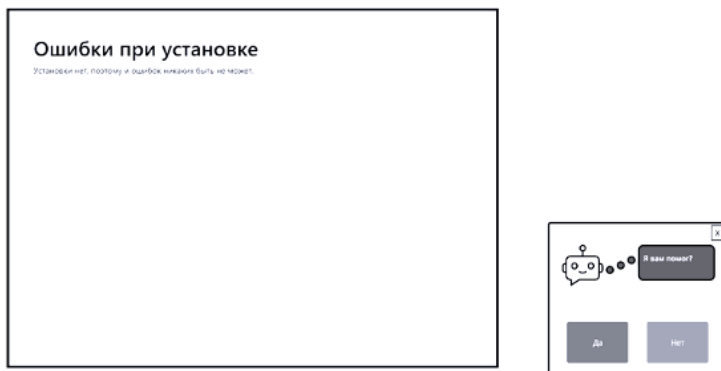 Ошибки при установке
Установки нет, поэтому и ошибок никаких быть не может.
X
Я вам помог?
Да
Нет